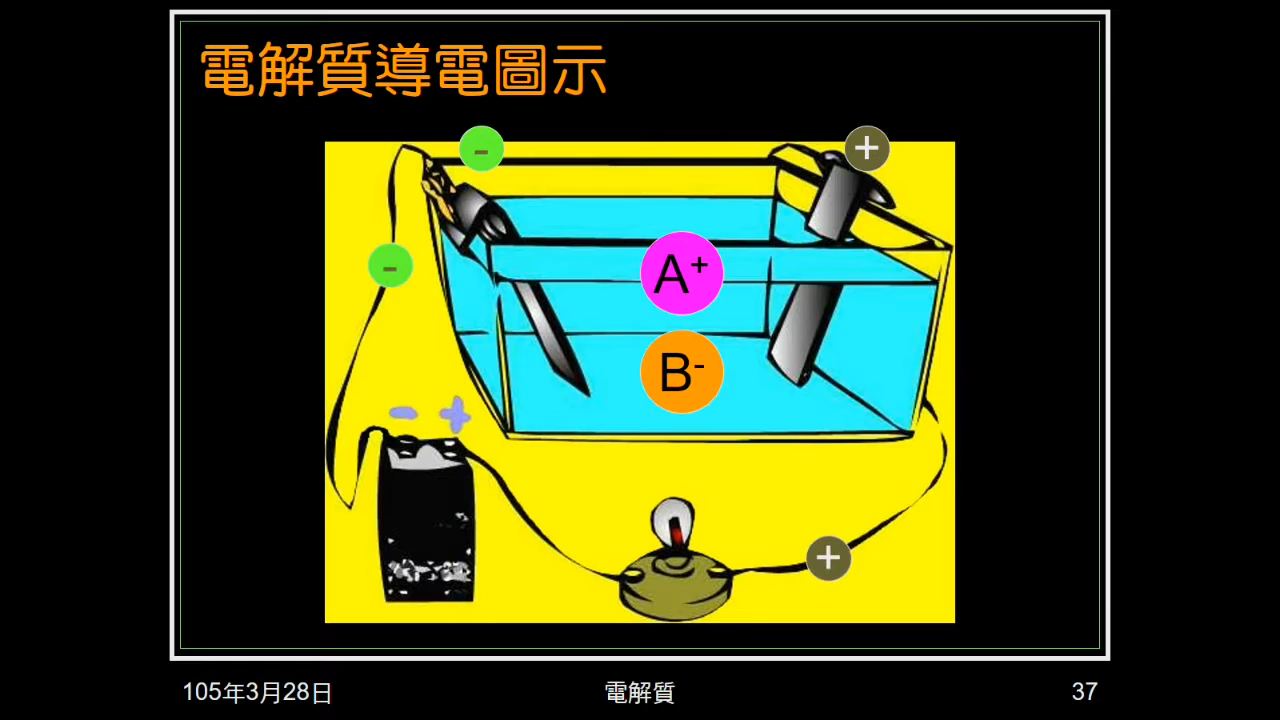 電解質導電圖示
- +
-
A⁺
B⁻
- +
+
105年3月28日 電解質 37